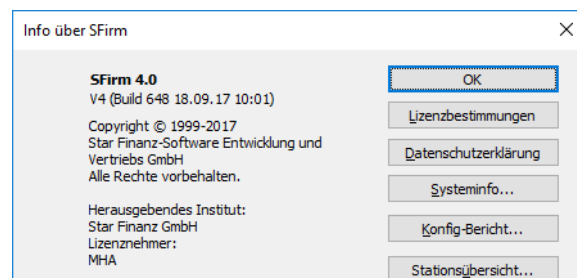 Info über SFirm
SFirm 4.0
V4 (Build 648 18.09.17 10:01)
Copyright © 1999-2017
Star Finanz-Software Entwicklung und
Vertriebs GmbH
Alle Rechte vorbehalten.
Herausgebendes Institut:
Star Finanz GmbH
Lizenznehmer:
MHA
OK
Lizenzbestimmungen
Datenschutzerklärung
Systeminfo...
Konfig-Bericht...
Stationsübersicht...